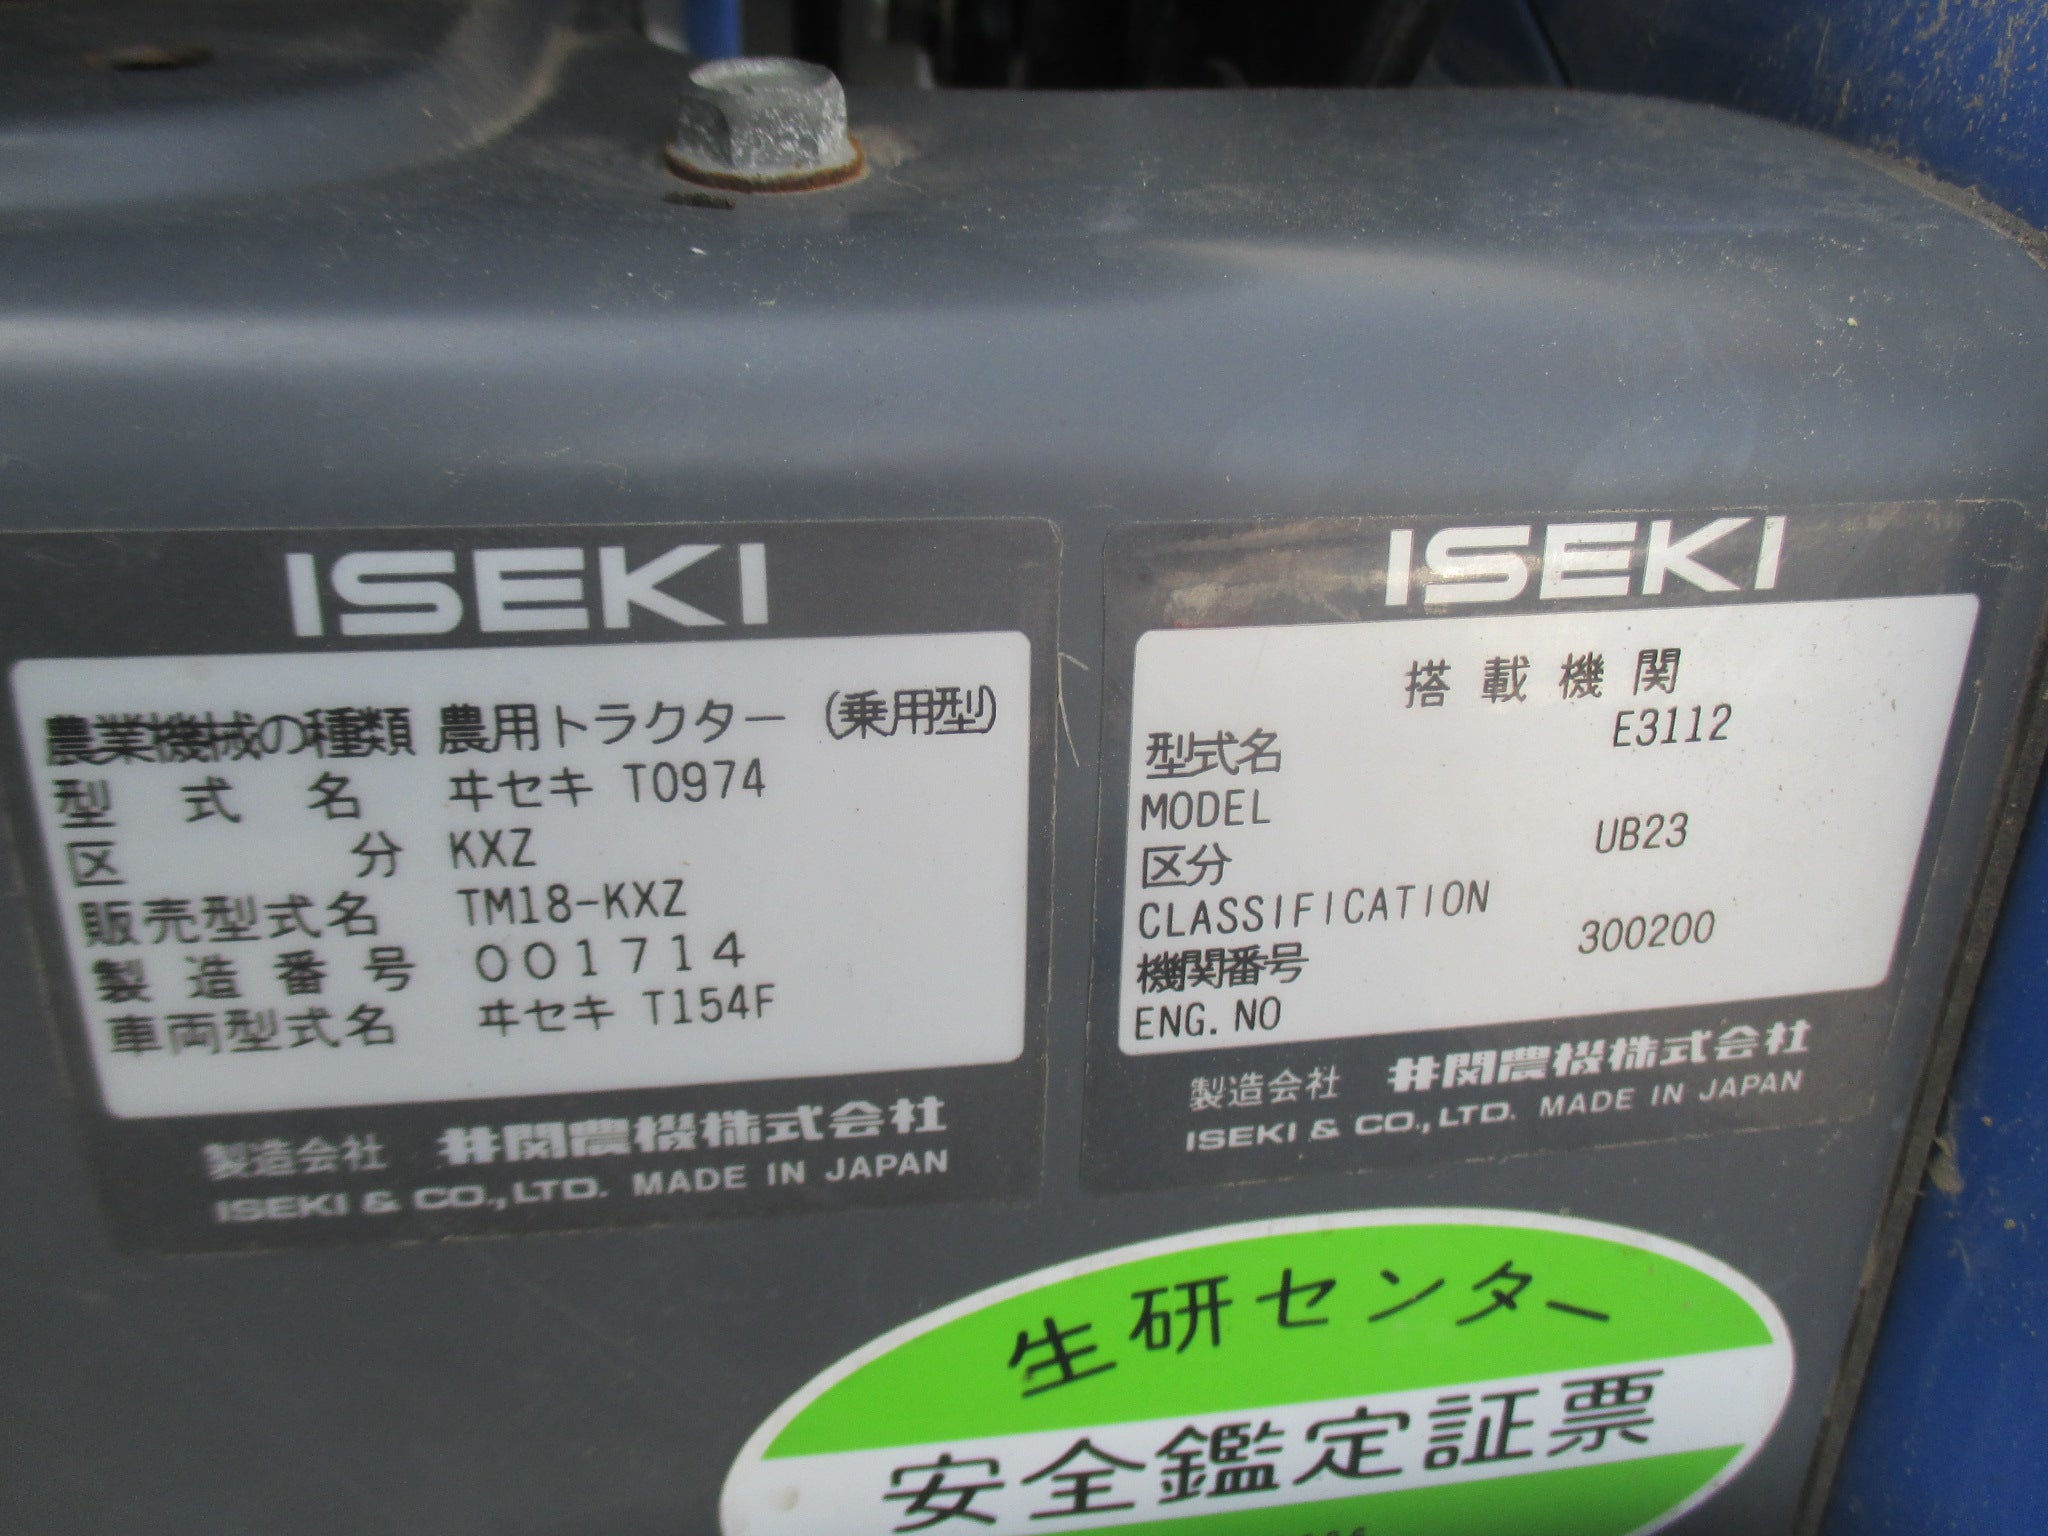 ISEKI
農業機械の種類 農用トラクター (乗用型)
型式名 ヰセキ T0974
区分 KXZ
販売型式名 TM18-KXZ
製造番号 001714
車両型式名 ヰセキ T154F
製造会社 井関農機株式会社
ISEKI & CO.,LTD. MADE IN JAPAN
ISEKI
搭載機関
型式名 E3112
MODEL
区分 UB23
CLASSIFICATION
機関番号 300200
ENG. NO
製造会社 井関農機株式会社
ISEKI & CO.,LTD. MADE IN JAPAN
生研センター
安全鑑定証票